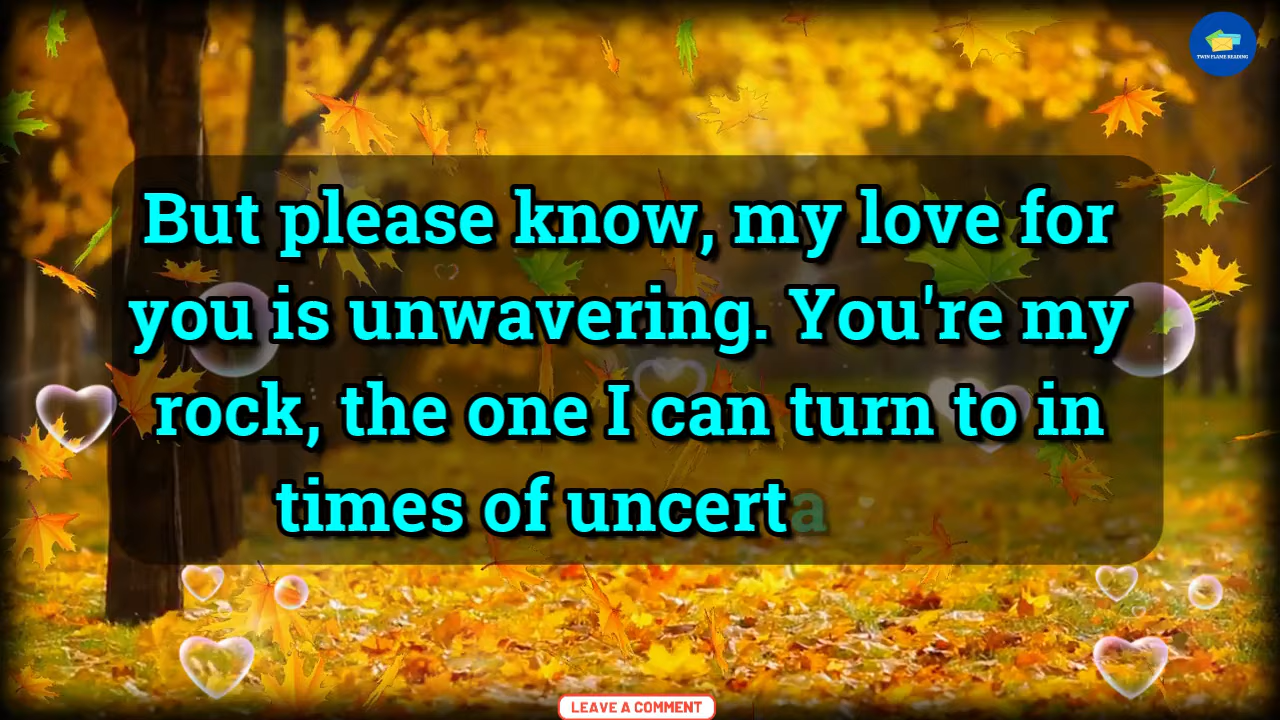 TWIN FLAME READING
But please know, my love for
you is unwavering. You're my
rock, the one I can turn to in
times of uncerta
LEAVE A COMMENT